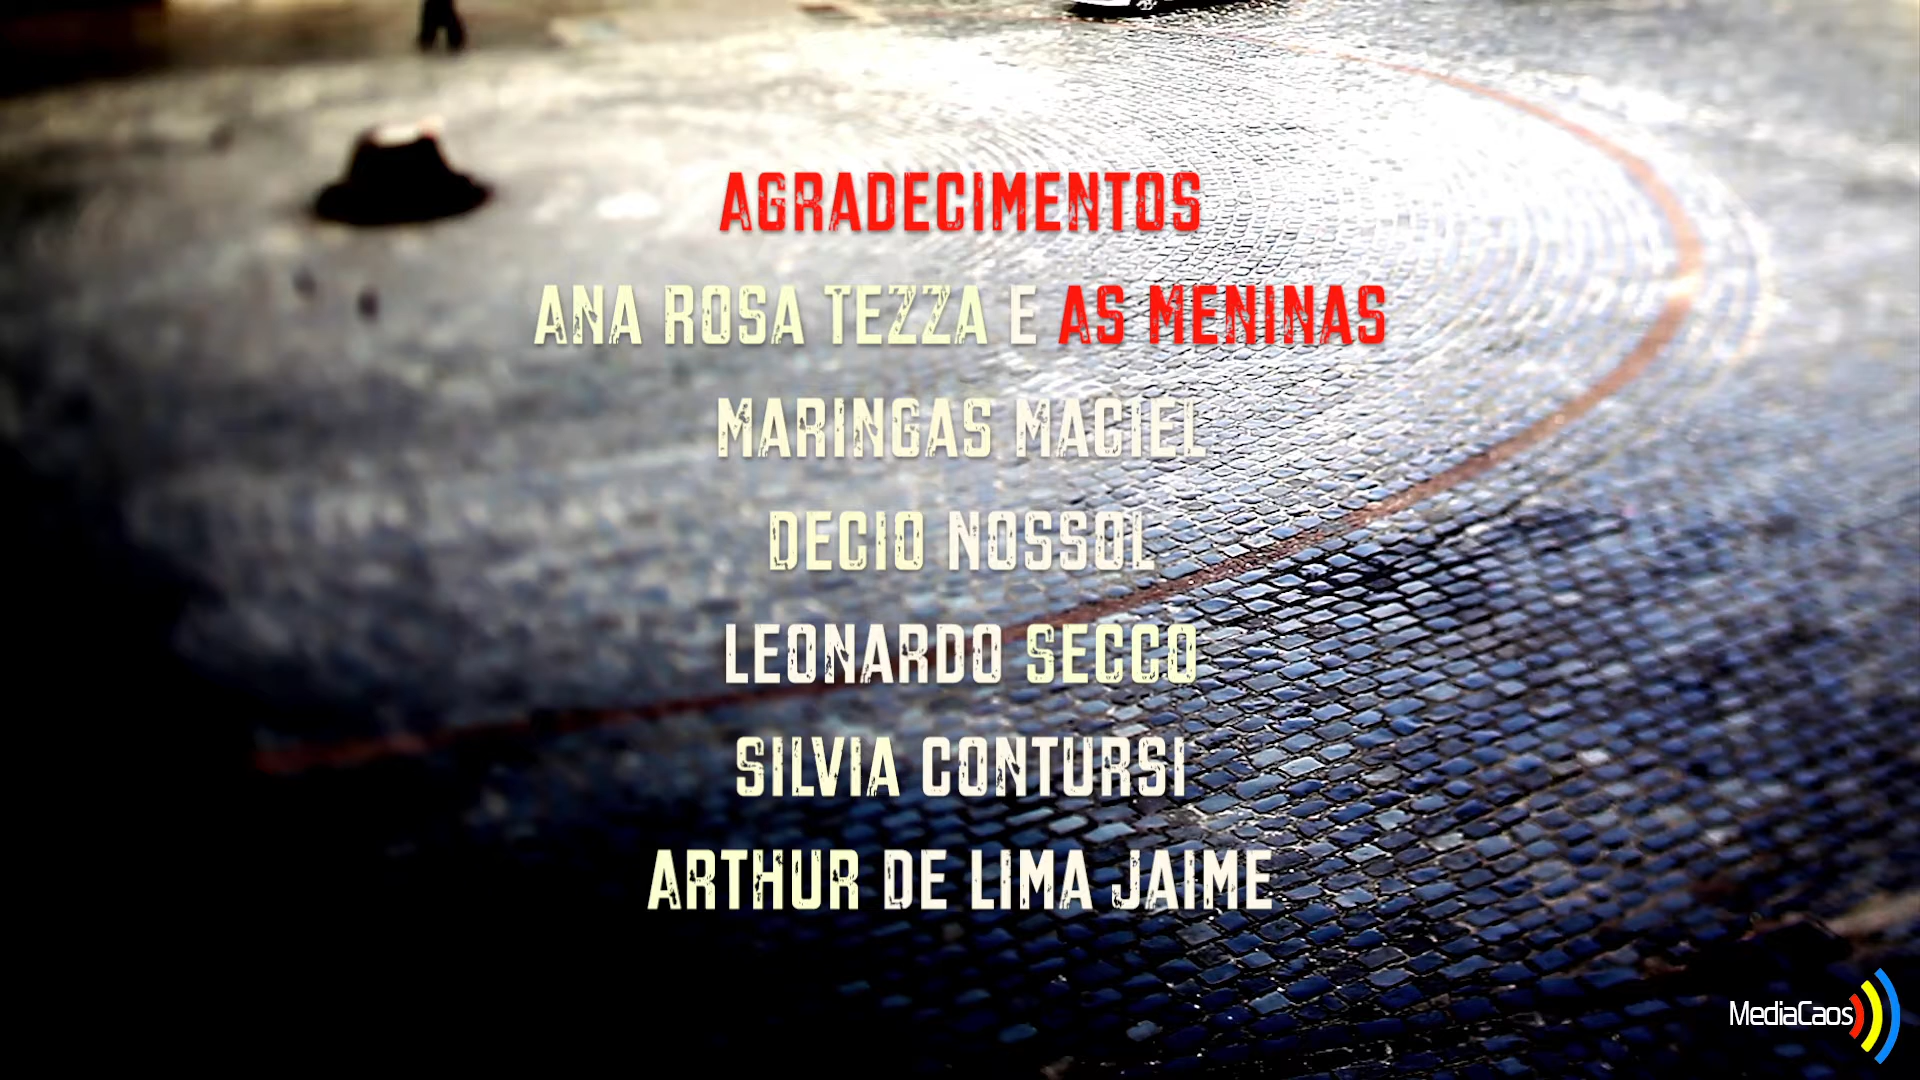 AGRADECIMENTOS
ANA ROSA TEZZA E AS MENINAS
MARINGAS MACIEL
DECIO NOSSOL
LEONARDO SECCO
SILVIA CONTURSI
ARTHUR DE LIMA JAIME
MediaCaos